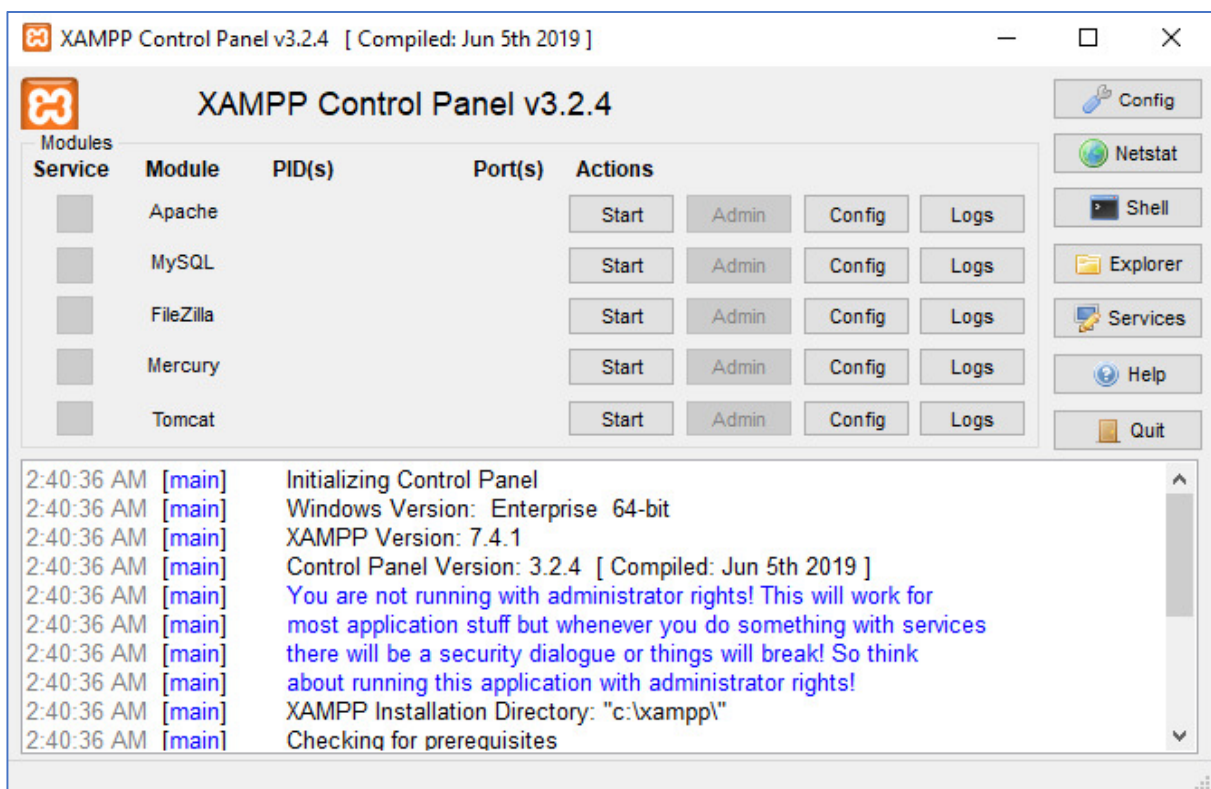 XAMPP Control Panel v3.2.4 [ Compiled: Jun 5th 2019 ]
XAMPP Control Panel v3.2.4
Config
Netstat
Shell
Explorer
Services
Help
Quit
Modules
Service Module PID(s) Port(s) Actions
Apache Start Admin Config Logs
MySQL Start Admin Config Logs
FileZilla Start Admin Config Logs
Mercury Start Admin Config Logs
Tomcat Start Admin Config Logs
2:40:36 AM [main] Initializing Control Panel
2:40:36 AM [main] Windows Version: Enterprise 64-bit
2:40:36 AM [main] XAMPP Version: 7.4.1
2:40:36 AM [main] Control Panel Version: 3.2.4 [ Compiled: Jun 5th 2019 ]
2:40:36 AM [main] You are not running with administrator rights! This will work for
2:40:36 AM [main] most application stuff but whenever you do something with services
2:40:36 AM [main] there will be a security dialogue or things will break! So think
2:40:36 AM [main] about running this application with administrator rights!
2:40:36 AM [main] XAMPP Installation Directory: "c:\xampp\"
2:40:36 AM [main] Checking for prerequisites